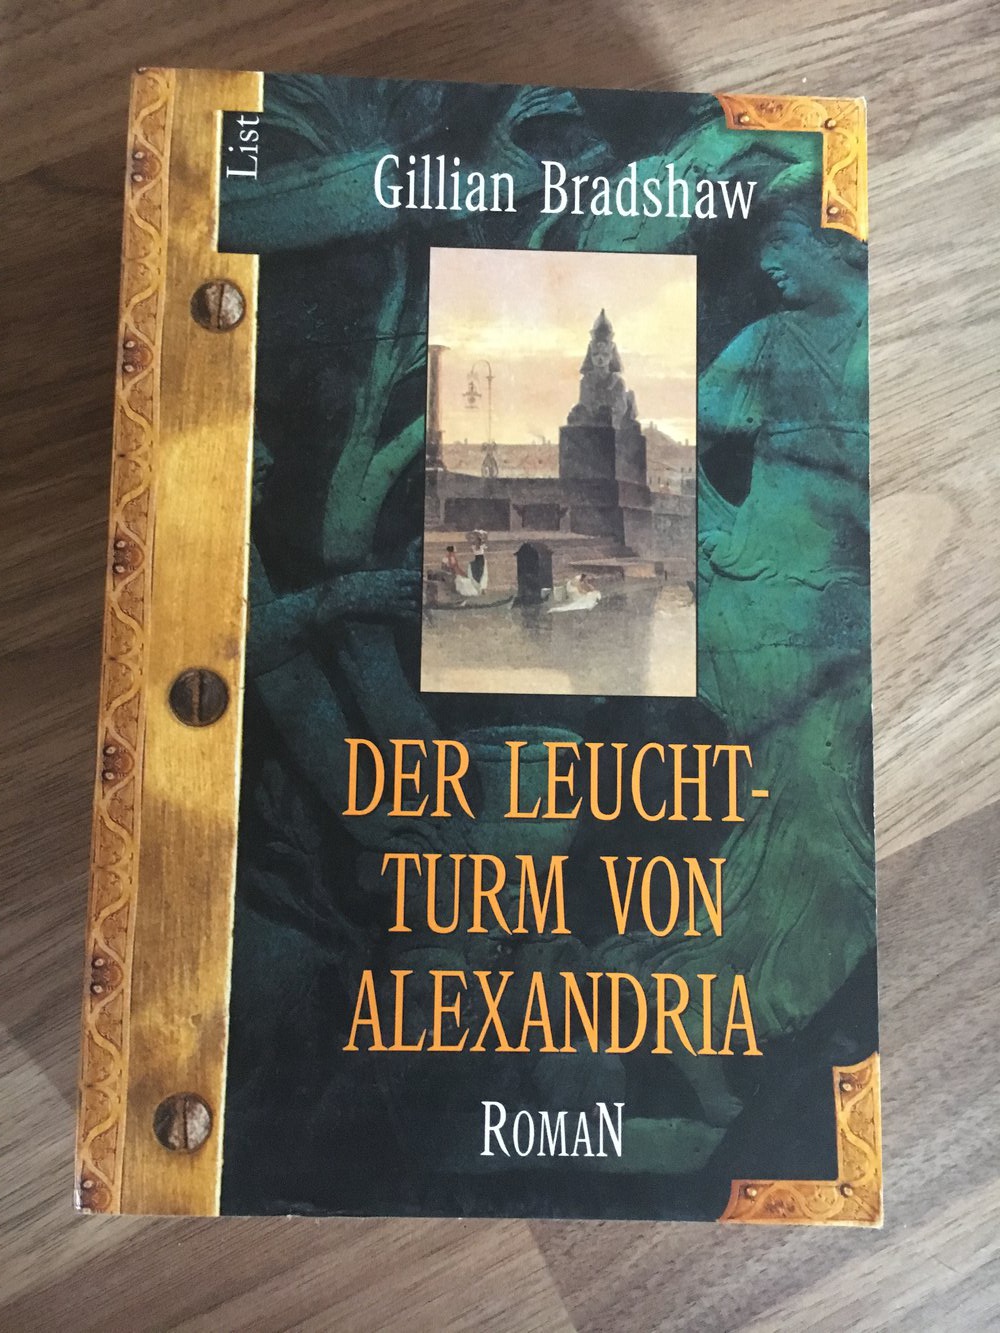 List
Gillian Bradshaw
DER LEUCHT-
TURM VON
ALEXANDRIA
ROMAN